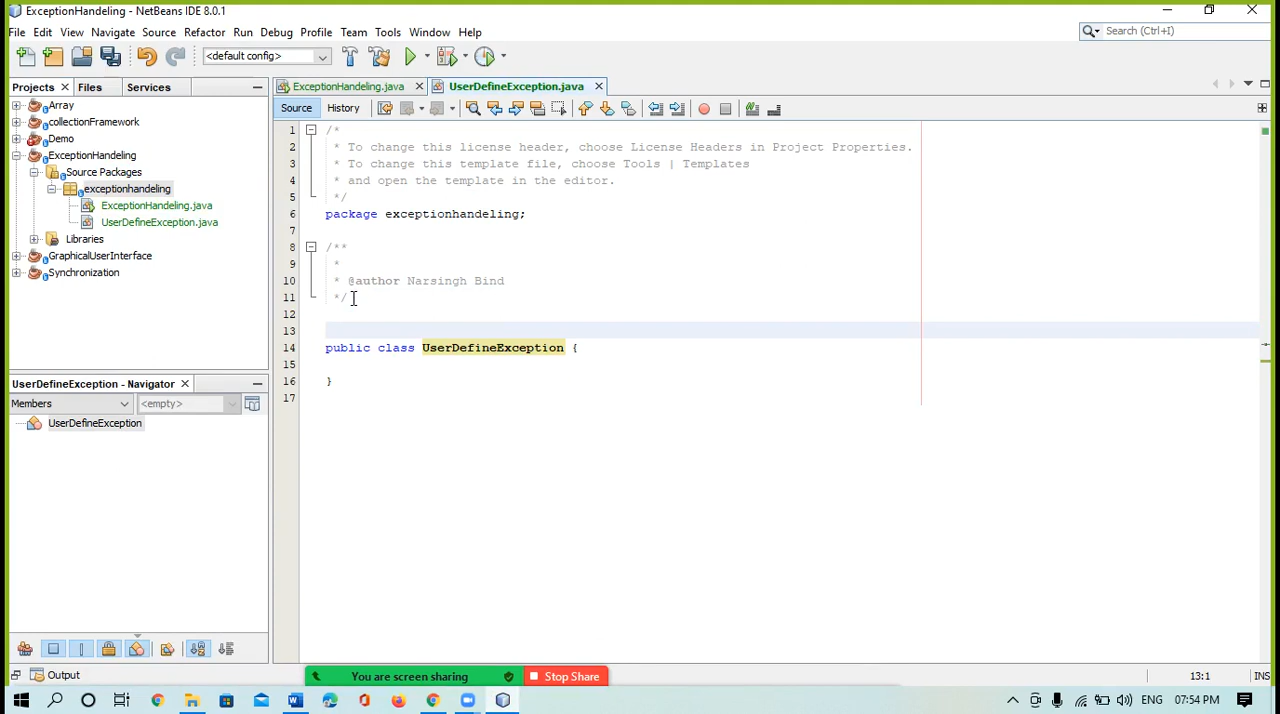 ExceptionHandeling - NetBeans IDE 8.0.1
File Edit View Navigate Source Refactor Run Debug Profile Team Tools Window Help
Search (Ctrl+I)
<default config>
Projects Files Services
ExceptionHandeling.java UserDefineException.java
Source History
Array
collectionFramework
Demo
ExceptionHandeling
Source Packages
exceptionhandeling
ExceptionHandeling.java
UserDefineException.java
Libraries
GraphicalUserInterface
Synchronization
1 /*
2 * To change this license header, choose License Headers in Project Properties.
3 * To change this template file, choose Tools | Templates
4 * and open the template in the editor.
5 */
6 package exceptionhandeling;
7
8 /**
9 *
10 * @author Narsingh Bind
11 */
12
13
14 public class UserDefineException {
15
16 }
17
UserDefineException - Navigator
Members <empty>
UserDefineException
Output
You are screen sharing Stop Share
13:1 INS
ENG 07:54 PM